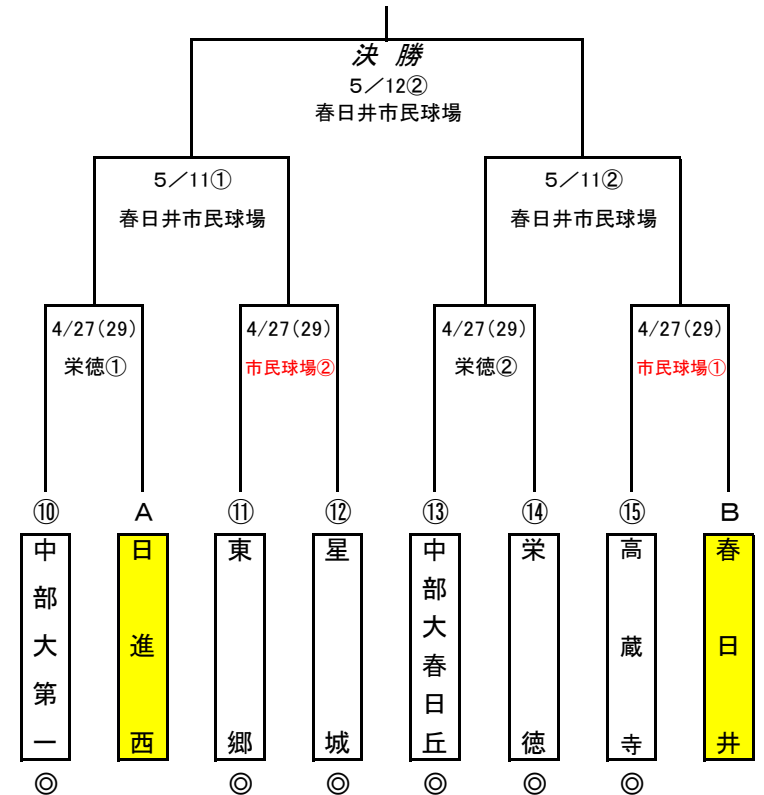 決 勝
5/12②
春日井市民球場
5/11①
春日井市民球場
5/11②
春日井市民球場
4/27(29)
栄徳①
4/27(29)
市民球場②
4/27(29)
栄徳②
4/27(29)
市民球場①
⑩
A
⑪
⑫
⑬
⑭
⑮
B
中部大第一
日進西
東郷
星城
中部大春日丘
栄徳
高蔵寺
春日井
◎
◎
◎
◎
◎
◎